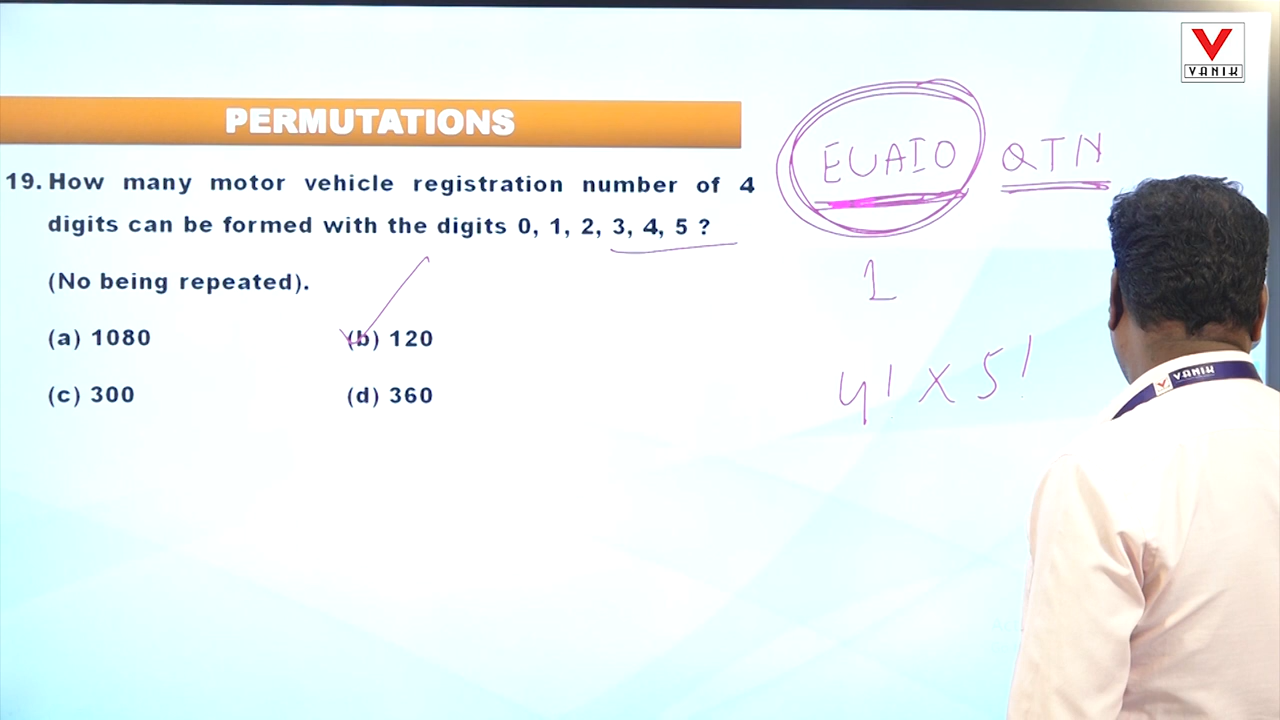 VANIK
PERMUTATIONS
19. How many motor vehicle registration number of 4
digits can be formed with the digits 0, 1, 2, 3, 4, 5 ?
(No being repeated).
(a) 1080
(b) 120
(c) 300
(d) 360
EUAIO QTN
1
4! X 5!
VANIK